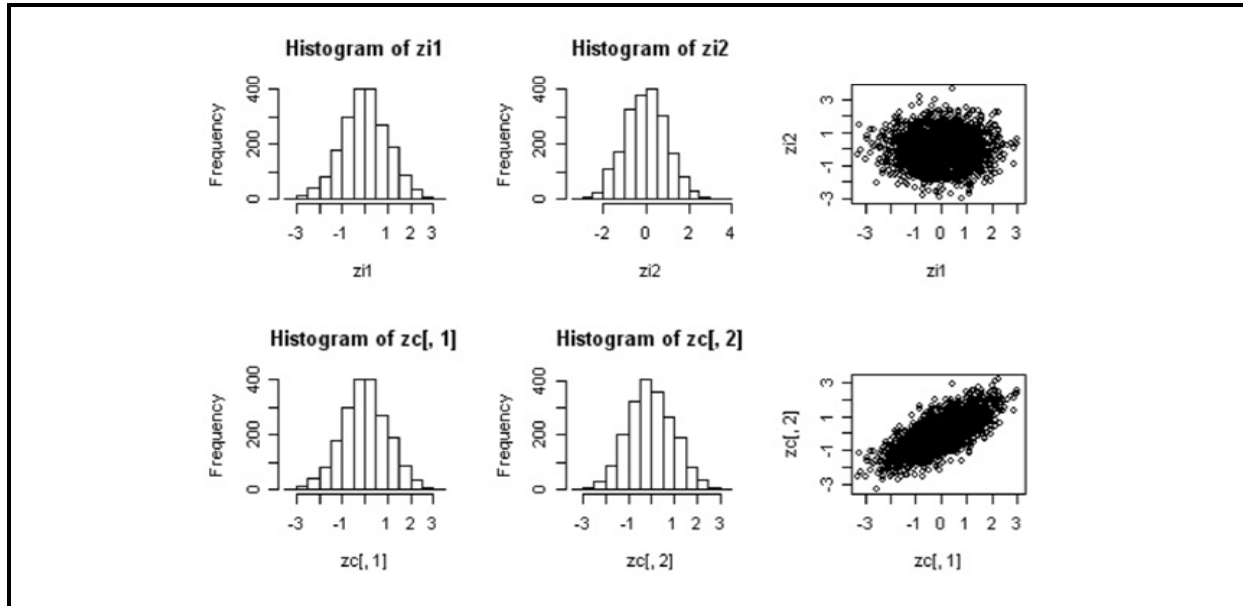 Histogram of zi1
Frequency
0 200 400
-3 -1 1 2 3
zi1
Histogram of zi2
Frequency
0 200 400
-2 0 2 4
zi2
zi2
-3 -1 1 3
-3 -2 -1 0 1 2 3
zi1
Histogram of zc[, 1]
Frequency
0 200 400
-3 -1 1 2 3
zc[, 1]
Histogram of zc[, 2]
Frequency
0 200 400
-3 -1 1 2 3
zc[, 2]
zc[, 2]
-3 -1 1 3
-3 -1 0 1 2 3
zc[, 1]